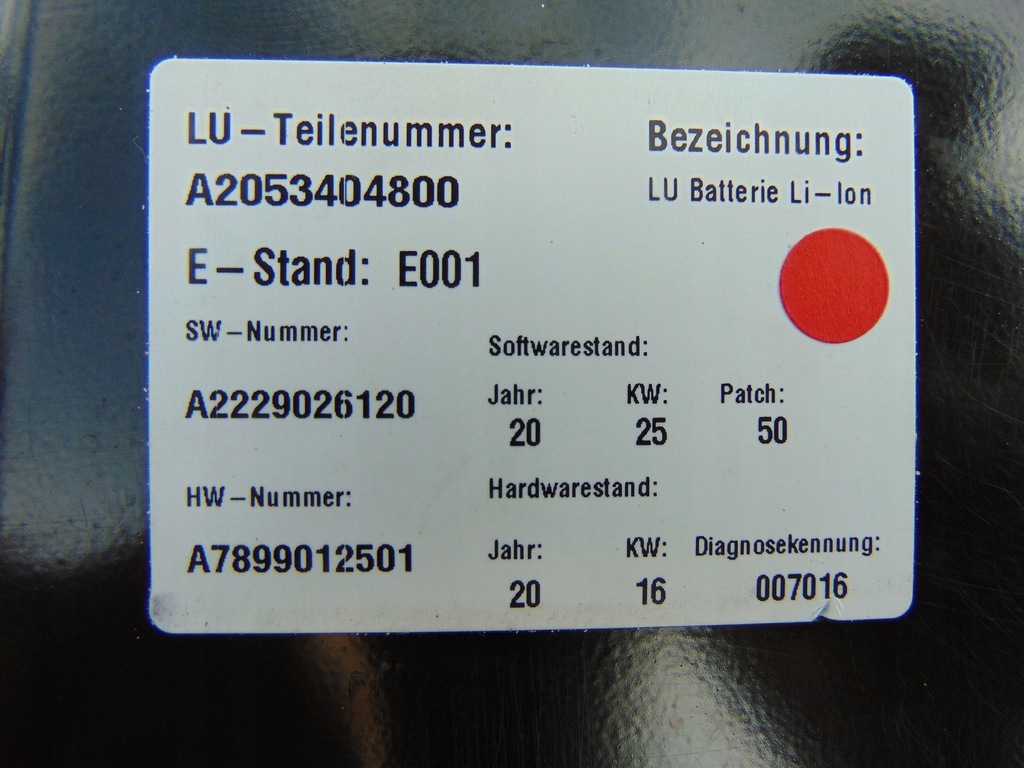 LU-Teilenummer:
A2053404800
Bezeichnung:
LU Batterie Li-Ion
E-Stand: E001
SW-Nummer:
A2229026120
Softwarestand:
Jahr: KW: Patch:
20 25 50
HW-Nummer:
A7899012501
Hardwarestand:
Jahr: KW: Diagnosekennung:
20 16 007016